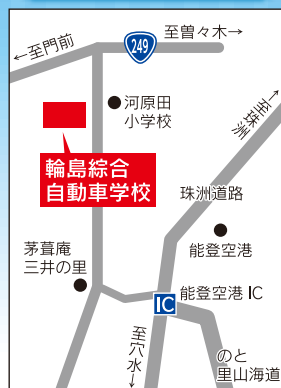 ←至門前
249
至曽々木→
河原田
小学校
至珠洲→
輪島綜合
自動車学校
珠洲道路
能登空港
茅葺庵
三井の里
能登空港 IC
IC
至穴水→
のと
里山海道